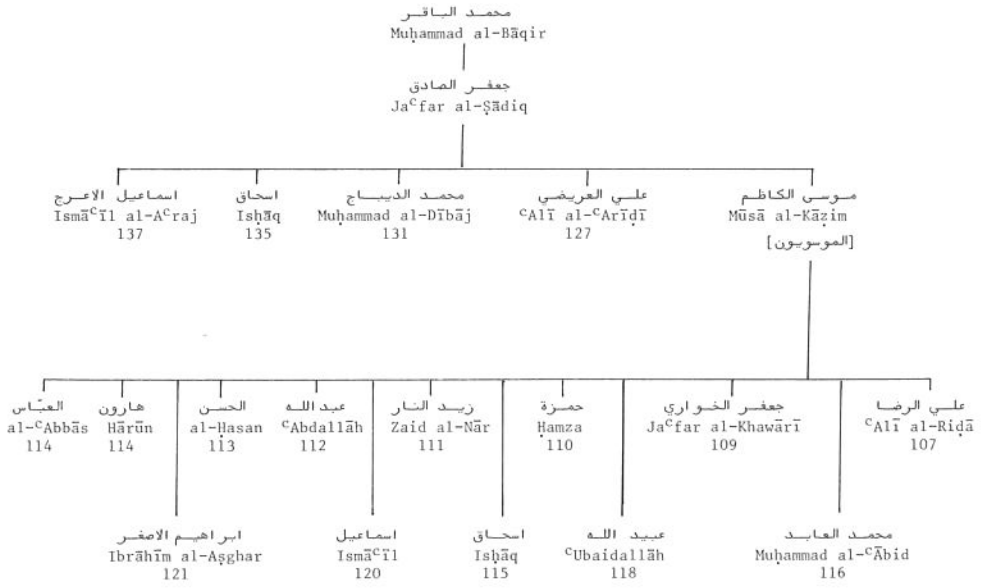 محمد الباقر
Muḥammad al-Bāqir
جعفر الصادق
Jaᶜfar al-Ṣādiq
اسماعيل الاعرج
Ismāᶜīl al-Aᶜraj
137
اسحاق
Isḥāq
135
محمد الديباج
Muḥammad al-Dībāj
131
علي العريضي
ᶜAlī al-ᶜArīḍī
127
موسى الكاظم
Mūsā al-Kāẓim
[الموسويون]
العبّاس
al-ᶜAbbās
114
هارون
Hārūn
114
الحسن
al-Ḥasan
113
عبد الله
ᶜAbdallāh
112
زيد النار
Zaid al-Nār
111
حمزة
Ḥamza
110
جعفر الخواري
Jaᶜfar al-Khawārī
109
علي الرضا
ᶜAlī al-Riḍā
107
ابراهيم الاصغر
Ibrāhīm al-Aṣghar
121
اسماعيل
Ismāᶜīl
120
اسحاق
Isḥāq
115
عبيد الله
ᶜUbaidallāh
118
محمد العابد
Muḥammad al-ᶜĀbid
116